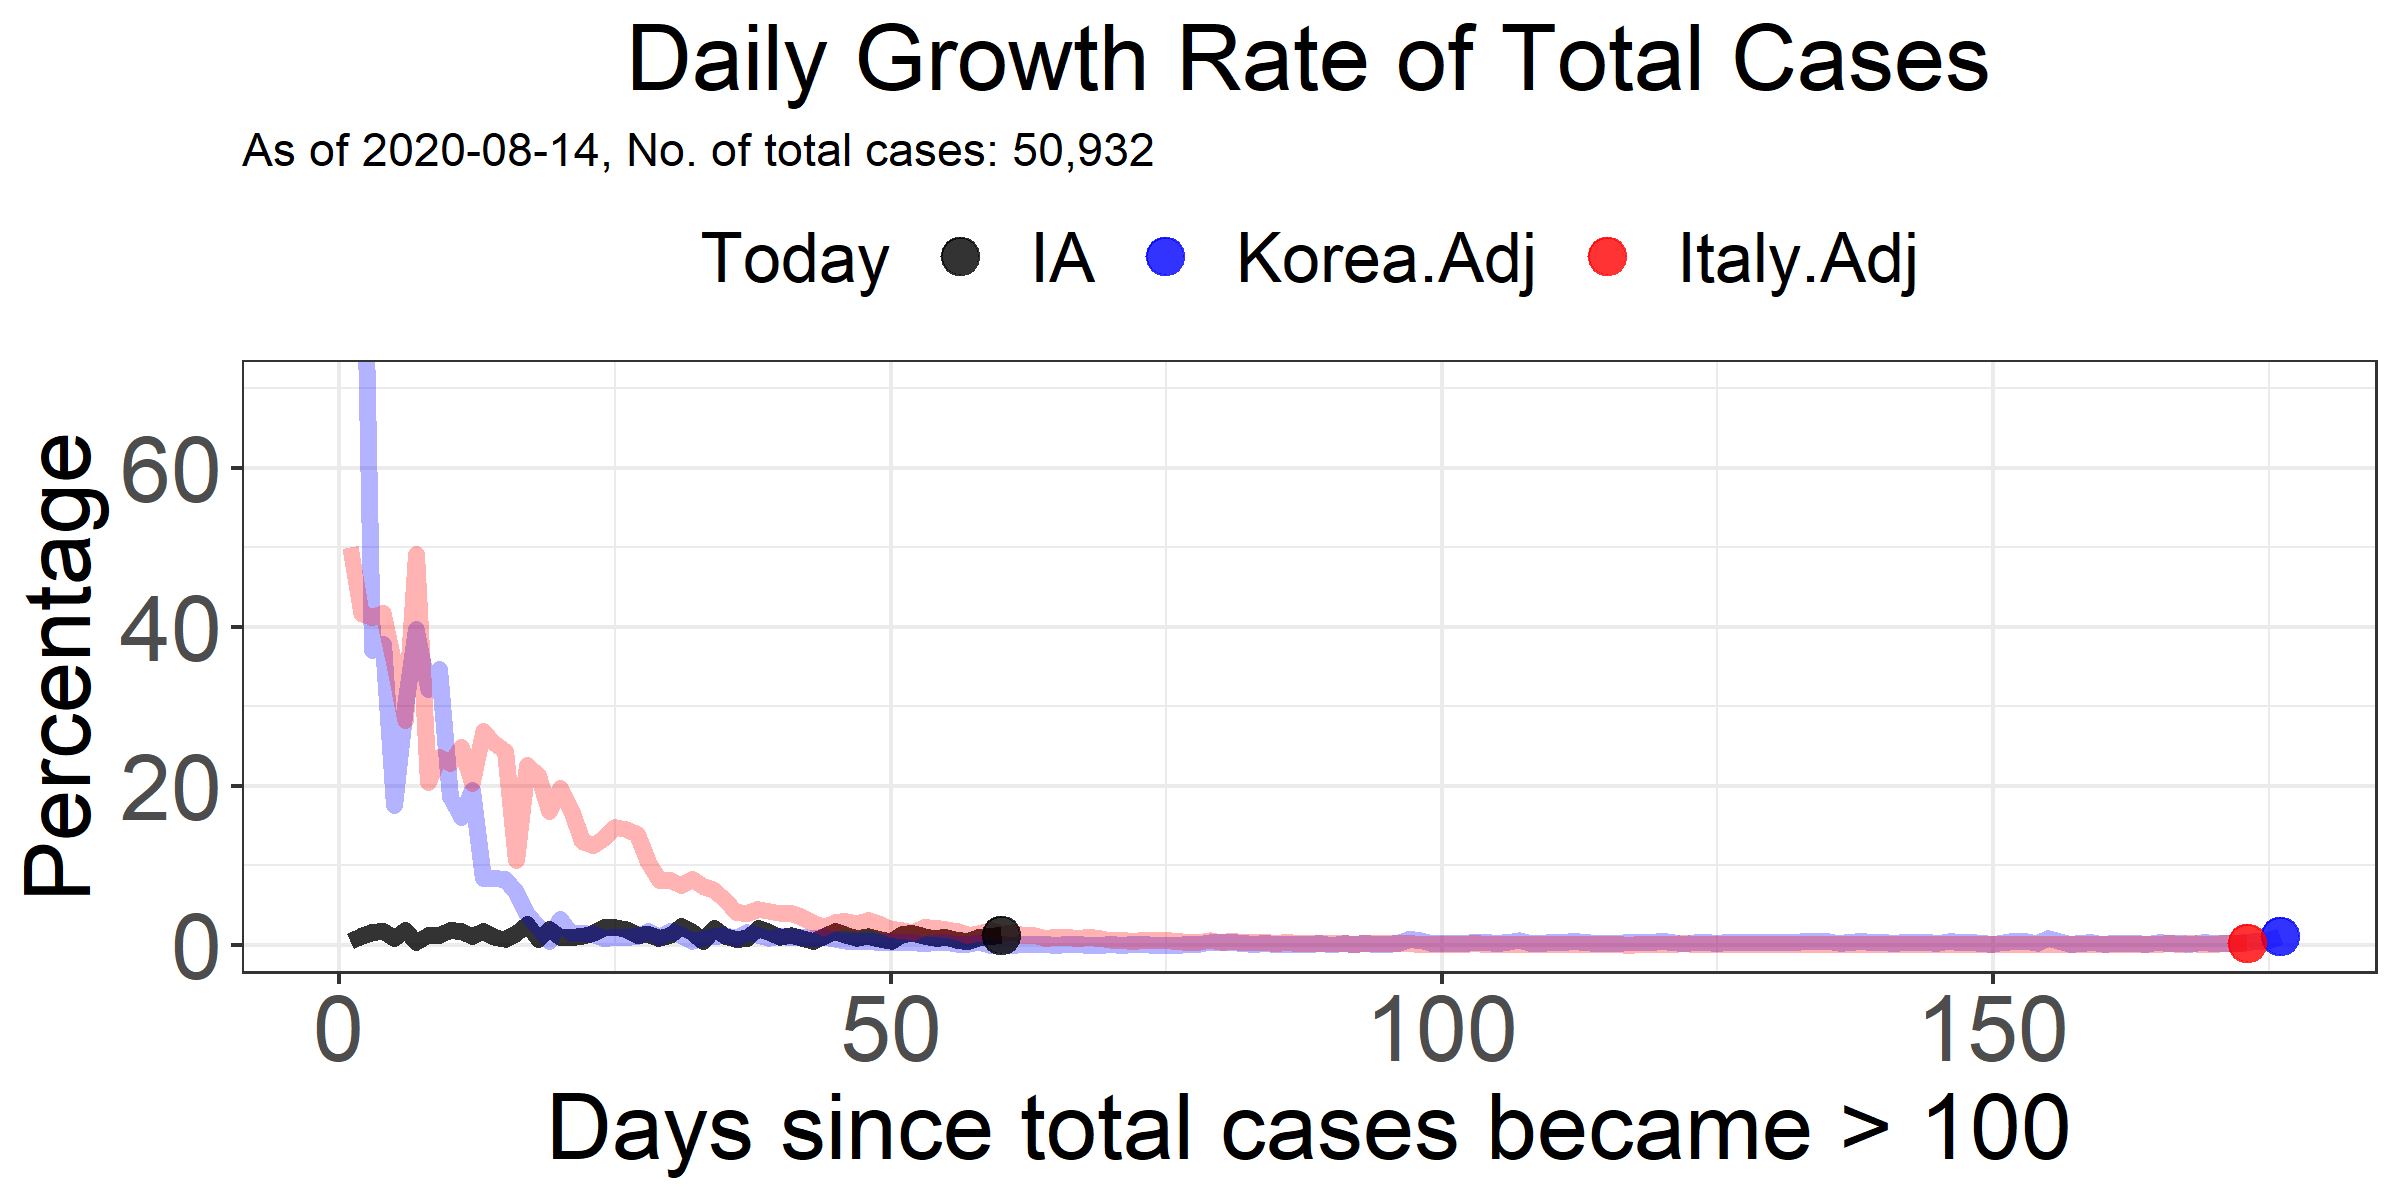 Daily Growth Rate of Total Cases
As of 2020-08-14, No. of total cases: 50,932
Today IA Korea.Adj Italy.Adj
Percentage
60
40
20
0
0 50 100 150
Days since total cases became > 100